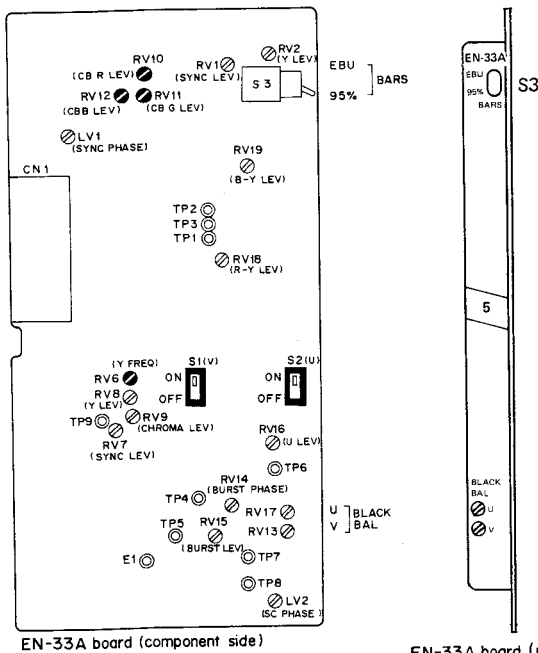 RV10
(CB R LEV)
RV12
(CBB LEV)
RV11
(CB G LEV)
RV1
(SYNC LEV)
RV2
(Y LEV)
S3
EBU
95%
BARS
LV1
(SYNC PHASE)
CN1
RV19
(B-Y LEV)
TP2
TP3
TP1
RV18
(R-Y LEV)
(Y FREQ)
RV6
RV8
(Y LEV)
TP9
RV9
(CHROMA LEV)
RV7
(SYNC LEV)
S1(V)
ON
OFF
S2(U)
ON
OFF
RV16
(U LEV)
TP6
RV14
(BURST PHASE)
TP4
RV17
U
V
BLACK
BAL
TP5
RV15
(BURST LEV)
RV13
E1
TP7
TP8
LV2
(SC PHASE)
EN-33A board (component side)
EN-33A
EBU
95%
BARS
S3
5
BLACK
BAL
U
V
EN-33A board (